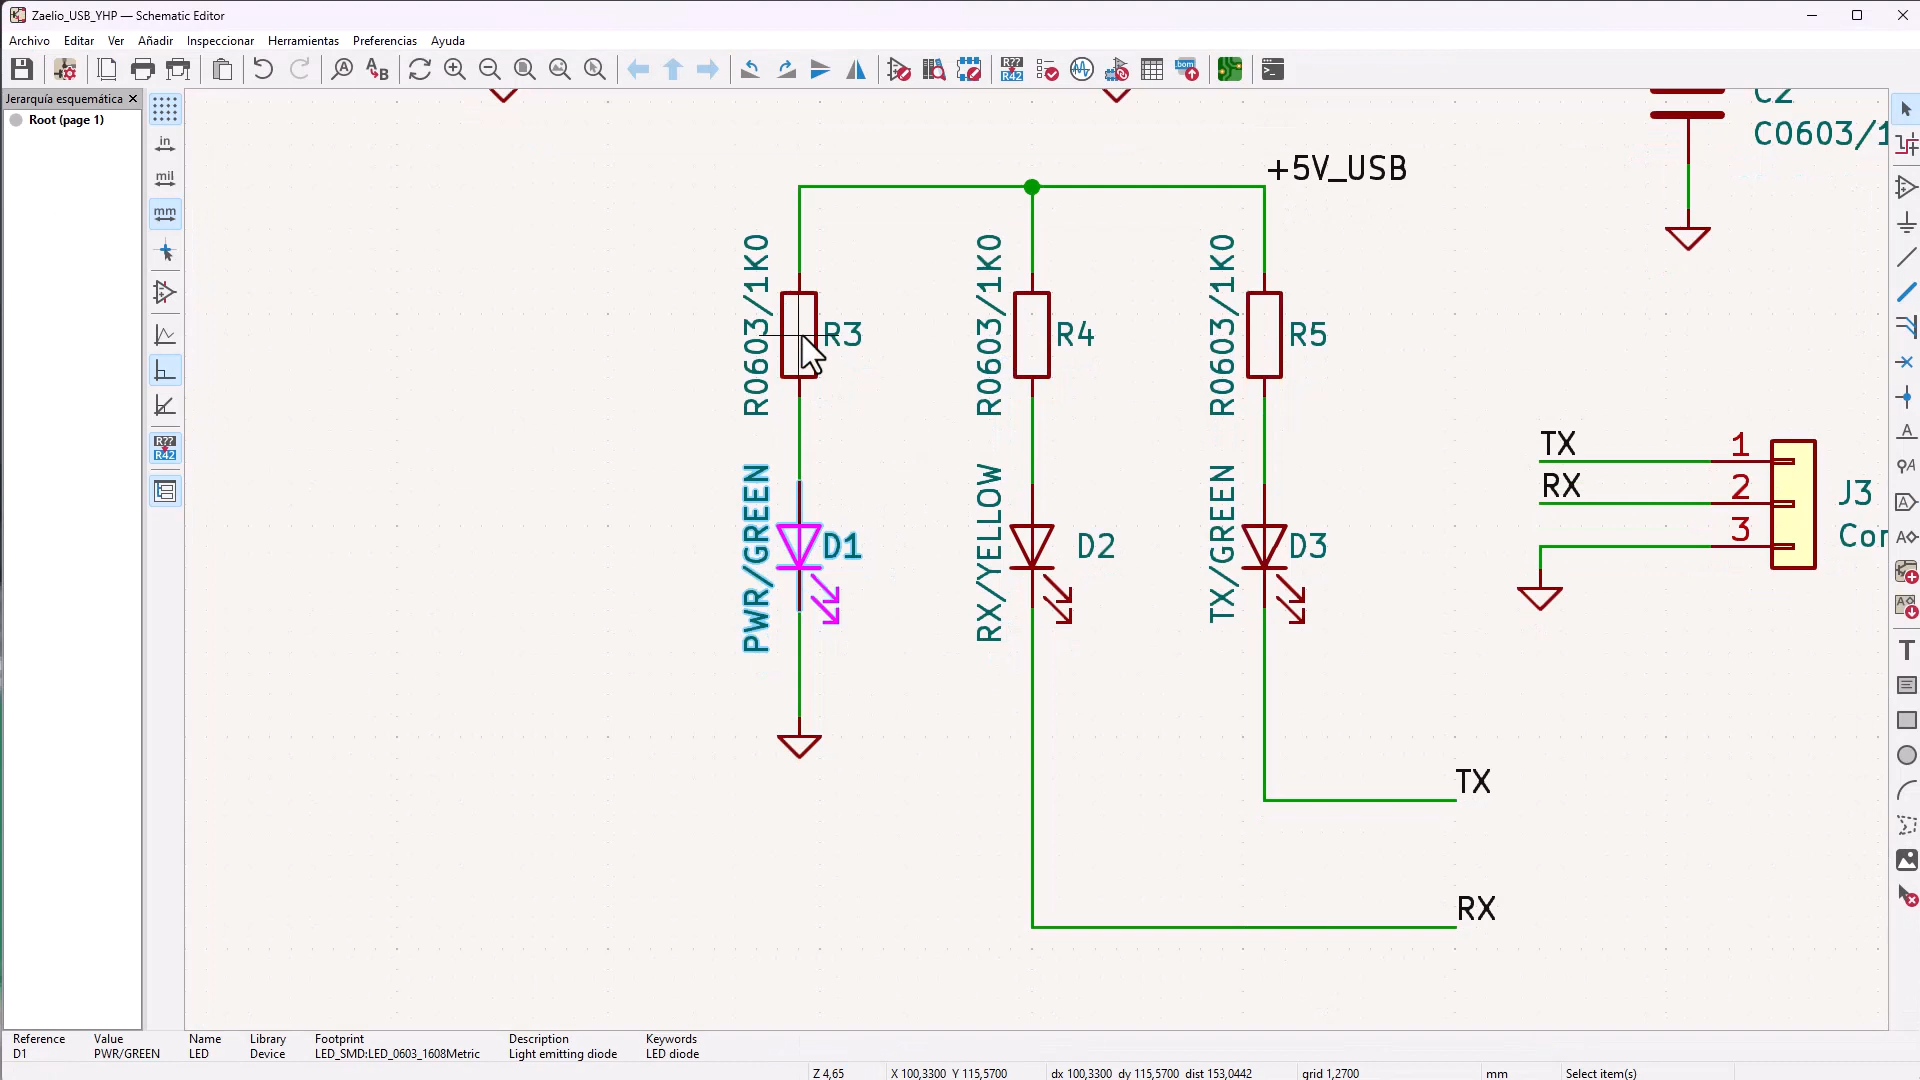 Zaelio_USB_YHP — Schematic Editor
Archivo Editar Ver Añadir Inspeccionar Herramientas Preferencias Ayuda
R??
R42
bom
Jerarquía esquemática
Root (page 1)
in
mil
mm
R??
R42
+5V_USB
C2
C0603/1
R0603/1K0
R3
R0603/1K0
R4
R0603/1K0
R5
PWR/GREEN
D1
RX/YELLOW
D2
TX/GREEN
D3
TX
1
RX
2
3
J3
Cor
TX
RX
Reference Value Name Library Footprint Description Keywords
D1 PWR/GREEN LED Device LED_SMD:LED_0603_1608Metric Light emitting diode LED diode
Z 4,65 X 100,3300 Y 115,5700 dx 100,3300 dy 115,5700 dist 153,0442 grid 1,2700 mm Select item(s)